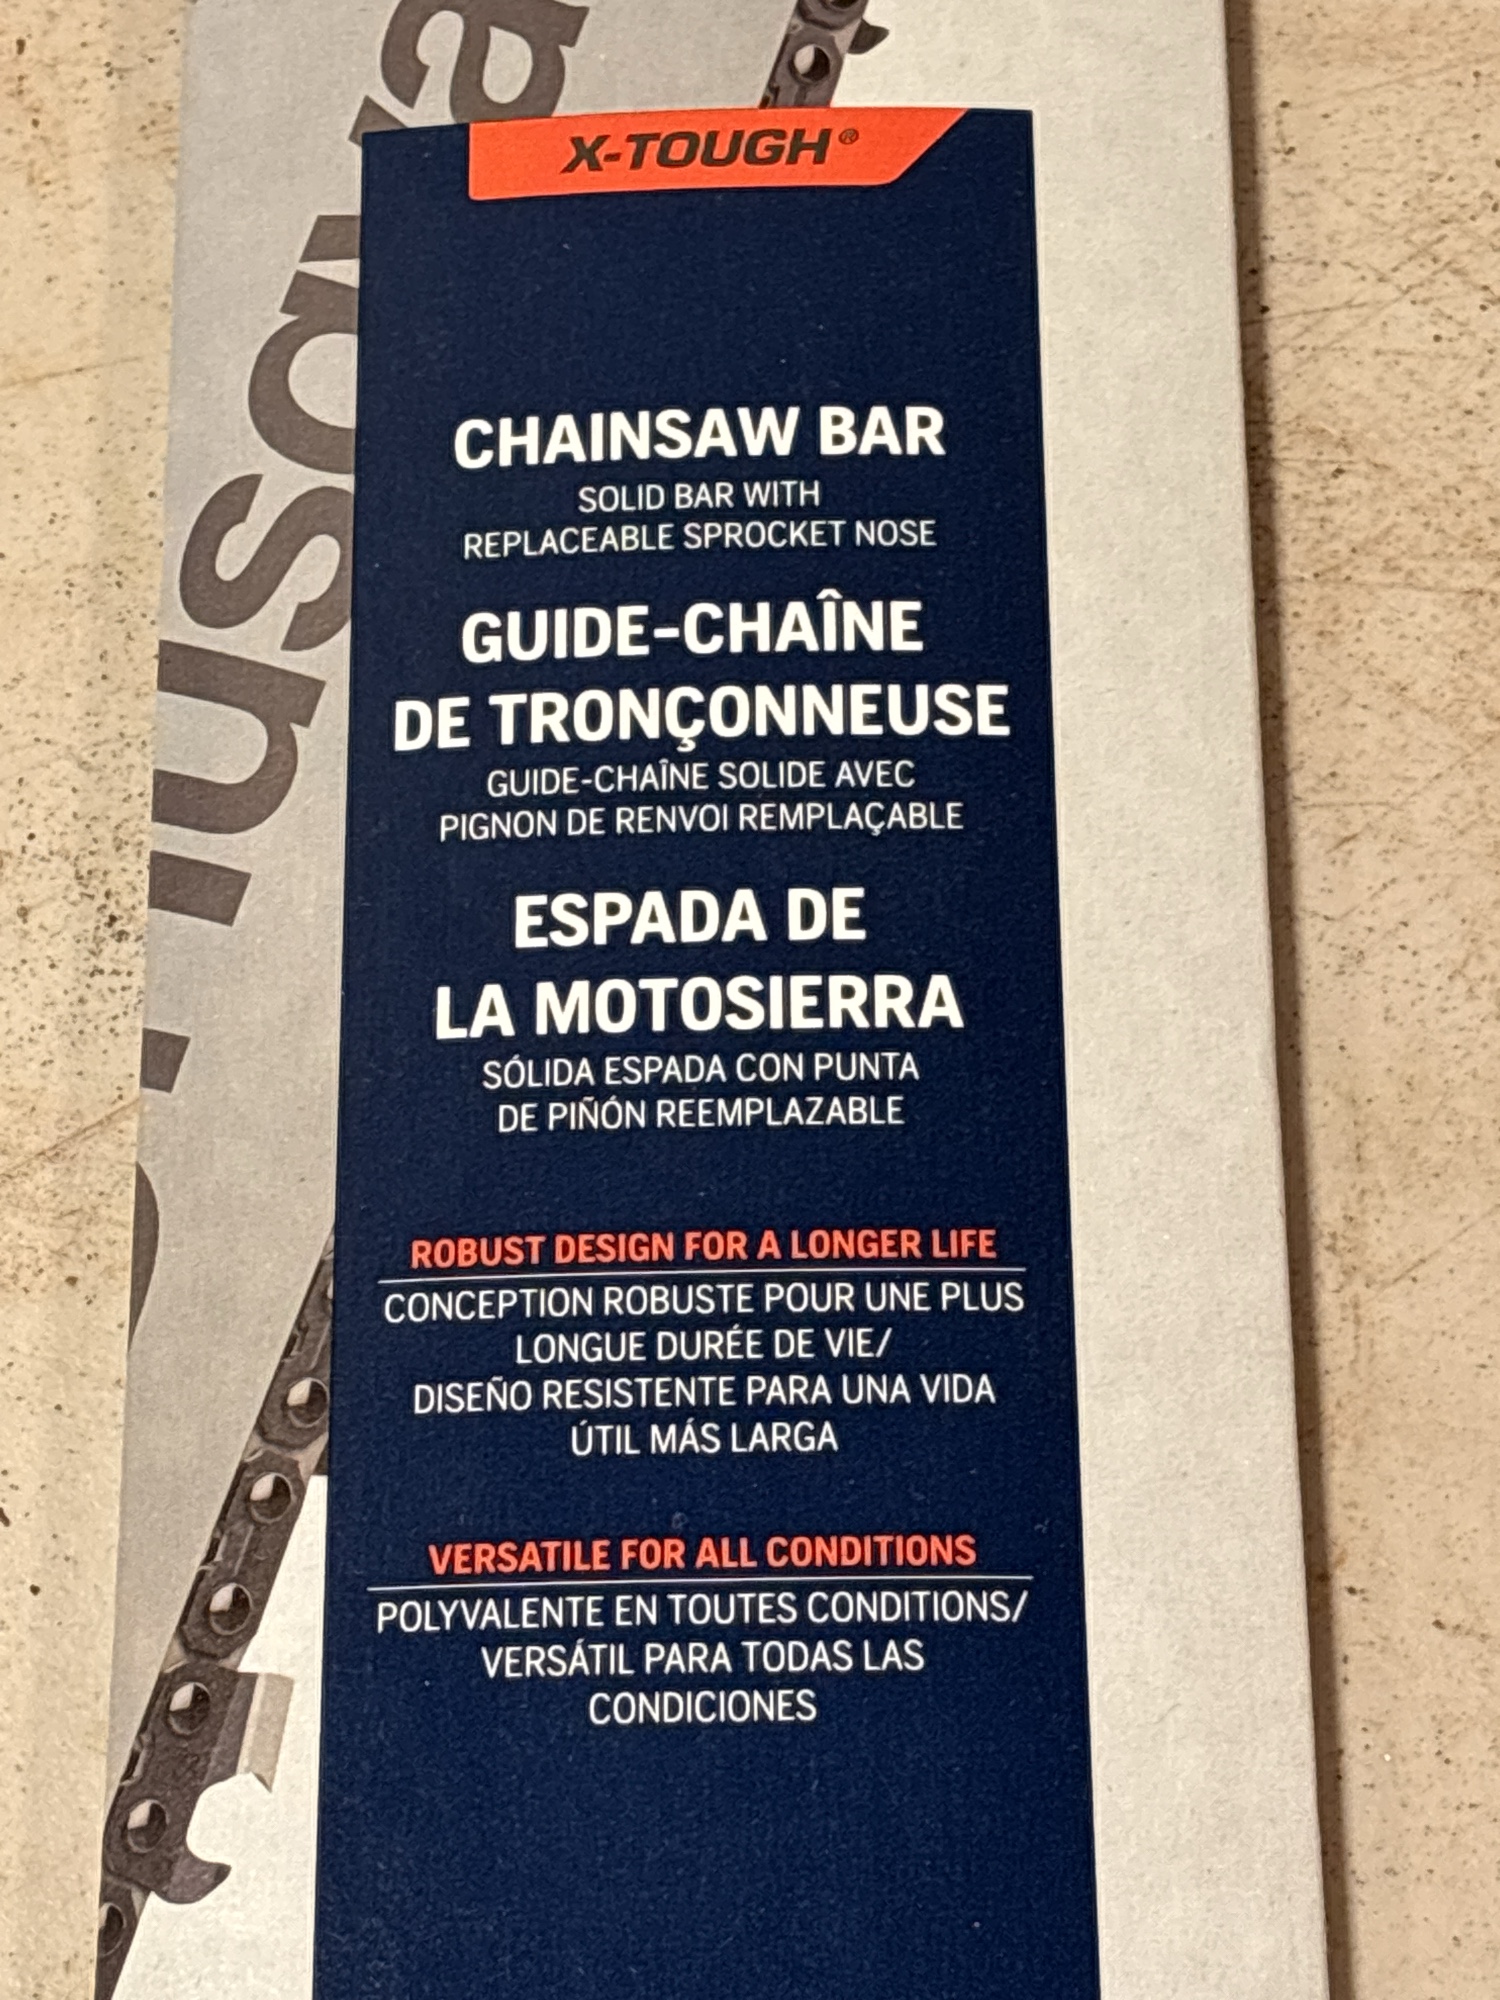 X-TOUGH®
CHAINSAW BAR
SOLID BAR WITH
REPLACEABLE SPROCKET NOSE
GUIDE-CHAÎNE
DE TRONÇONNEUSE
GUIDE-CHAÎNE SOLIDE AVEC
PIGNON DE RENVOI REMPLAÇABLE
ESPADA DE
LA MOTOSIERRA
SÓLIDA ESPADA CON PUNTA
DE PIÑÓN REEMPLAZABLE
ROBUST DESIGN FOR A LONGER LIFE
CONCEPTION ROBUSTE POUR UNE PLUS
LONGUE DURÉE DE VIE/
DISEÑO RESISTENTE PARA UNA VIDA
ÚTIL MÁS LARGA
VERSATILE FOR ALL CONDITIONS
POLYVALENTE EN TOUTES CONDITIONS/
VERSÁTIL PARA TODAS LAS
CONDICIONES